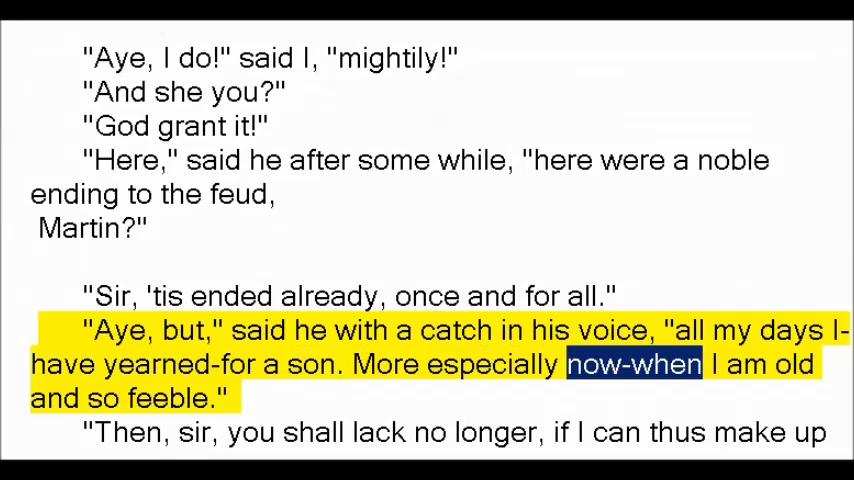 "Aye, I do!" said I, "mightily!"
"And she you?"
"God grant it!"
"Here," said he after some while, "here were a noble
ending to the feud,
Martin?"
"Sir, 'tis ended already, once and for all."
"Aye, but," said he with a catch in his voice, "all my days I-
have yearned-for a son. More especially now-when I am old
and so feeble."
"Then, sir, you shall lack no longer, if I can thus make up